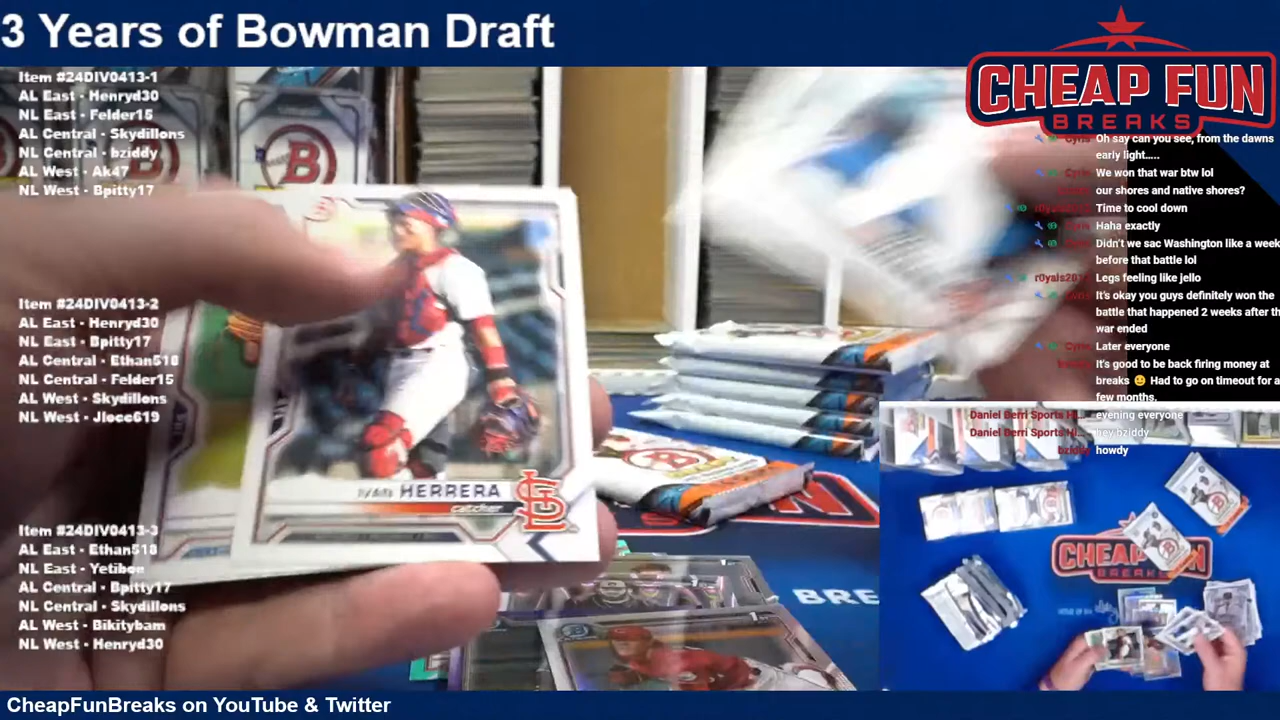 3 Years of Bowman Draft
CHEAP FUN
BREAKS
Item #24DIV0413-1
AL East - Henryd30
NL East - Felder15
AL Central - Skydillons
NL Central - bziddy
AL West - Ak47
NL West - Bpitty17
Item #24DIV0413-2
AL East - Henryd30
NL East - Bpitty17
AL Central - Ethan518
NL Central - Felder15
AL West - Skydillons
NL West - Jloce619
Item #24DIV0413-3
AL East - Ethan518
NL East - Yetibon
AL Central - Bpitty17
NL Central - Skydillons
AL West - Bikitybam
NL West - Henryd30
Oh say can you see, from the dawns
early light.....
We won that war btw lol
our shores and native shores?
Time to cool down
Haha exactly
Didn't we sac Washington like a week
before that battle lol
Legs feeling like jello
It's okay you guys definitely won the
battle that happened 2 weeks after the
war ended
Later everyone
It's good to be back firing money at
breaks 🙂 Had to go on timeout for a
few months.
Daniel Berri Sports Hi... evening everyone
Daniel Berri Sports Hi... hey bziddy
bziddy howdy
B
IVAN HERRERA
catcher
BRE
CHEAP
CheapFunBreaks on YouTube & Twitter